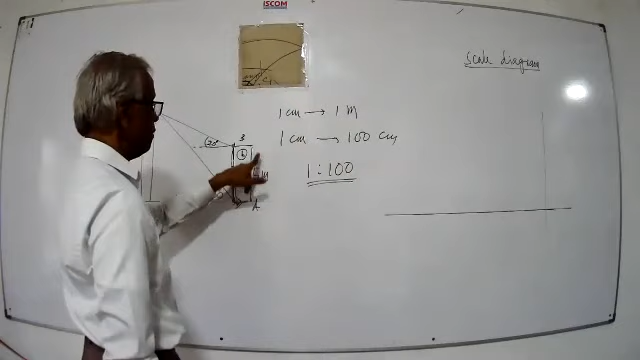 ISCOM
Scale diagram
1 cm → 1 M
1 cm → 100 cm
1 : 100
30°
B
A